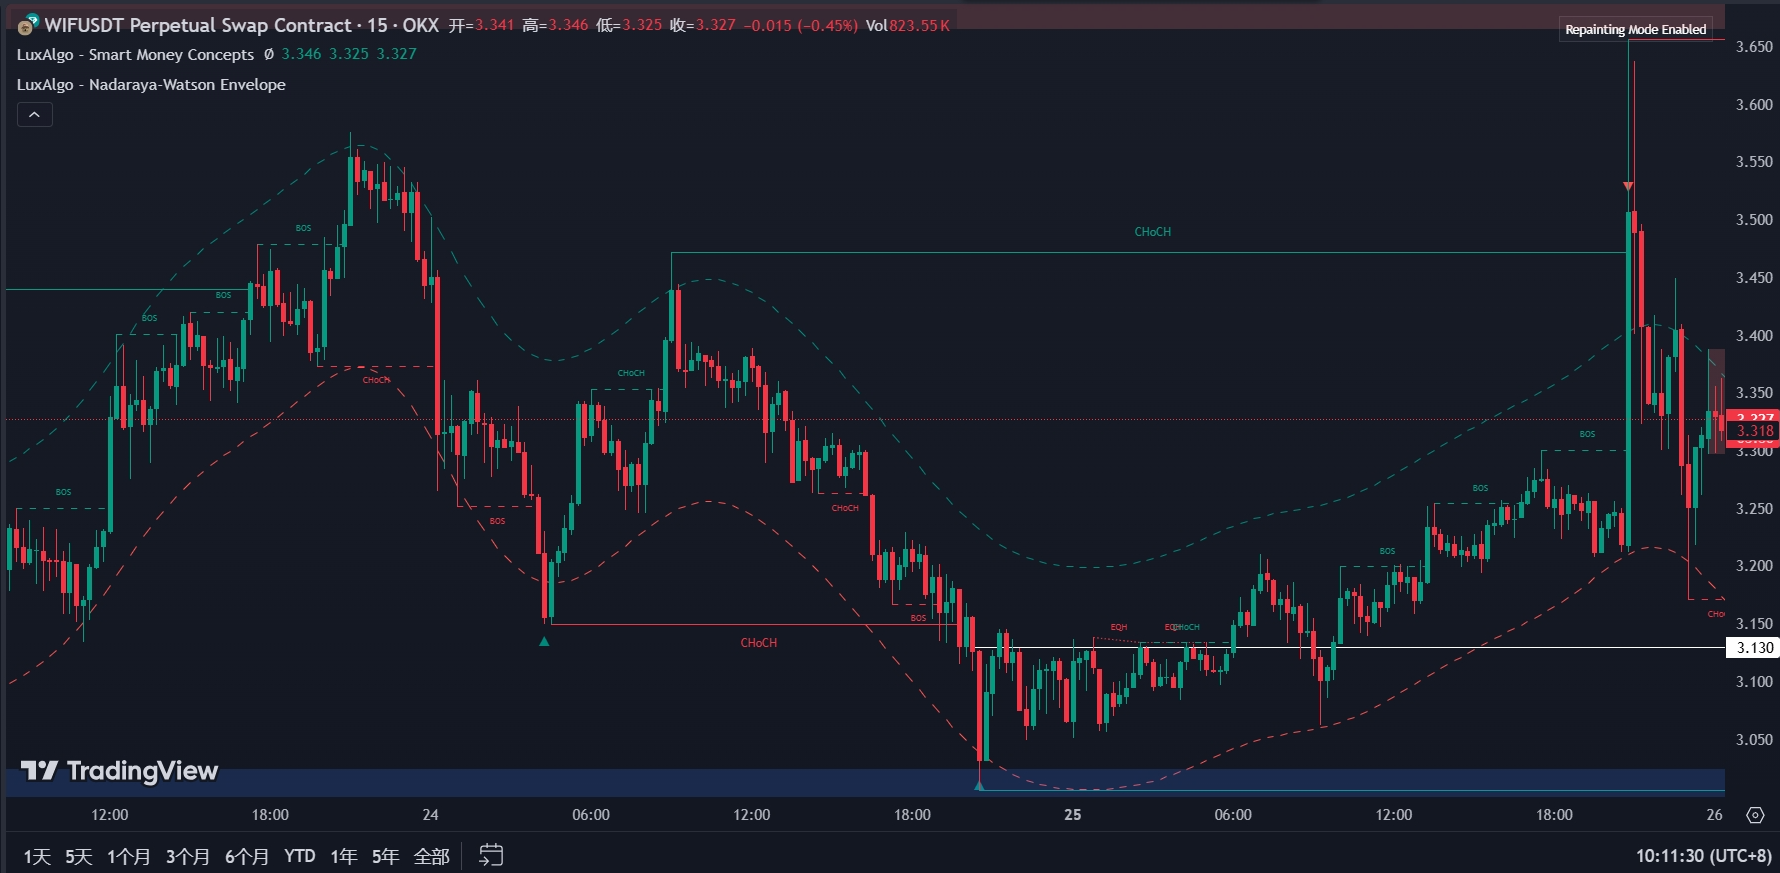 WIFUSDT Perpetual Swap Contract · 15 · OKX 开=3.341 高=3.346 低=3.325 收=3.327 −0.015 (−0.45%) Vol823.55K
Repainting Mode Enabled
LuxAlgo - Smart Money Concepts Ø 3.346 3.325 3.327
LuxAlgo - Nadaraya-Watson Envelope
3.650
3.600
3.550
3.500
3.450
3.400
3.350
3.327
3.318
3.300
3.250
3.200
3.150
3.130
3.100
3.050
BOS
CHoCH
BOS
BOS
CHoCH
CHoCH
BOS
BOS
BOS
BOS
CHoCH
BOS
BOS
CHoCH
BOS
EQH
CHoCH
CHoCH
TradingView
12:00 18:00 24 06:00 12:00 18:00 25 06:00 12:00 18:00 26
1天 5天 1个月 3个月 6个月 YTD 1年 5年 全部
10:11:30 (UTC+8)